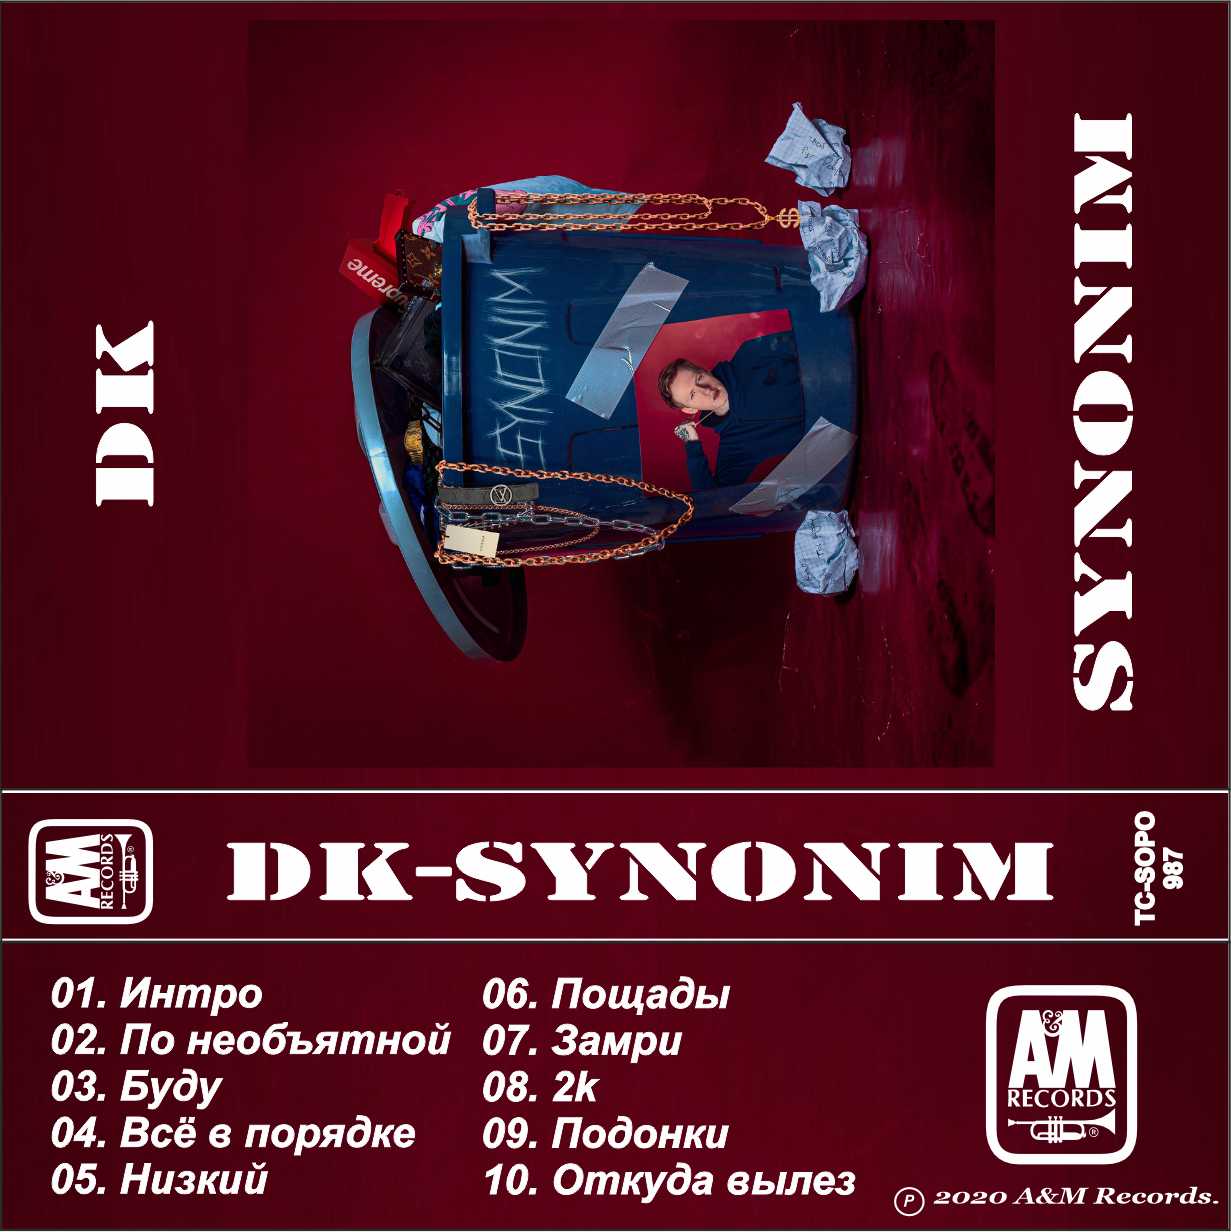 DK
SYNONIM
Supreme
SYNONIM
DK-SYNONIM
A&M
RECORDS
®
TC-SOPO
987
01. Интро
02. По необъятной
03. Буду
04. Всё в порядке
05. Низкий
06. Пощады
07. Замри
08. 2k
09. Подонки
10. Откуда вылез
A&M
RECORDS
®
Ⓟ 2020 A&M Records.